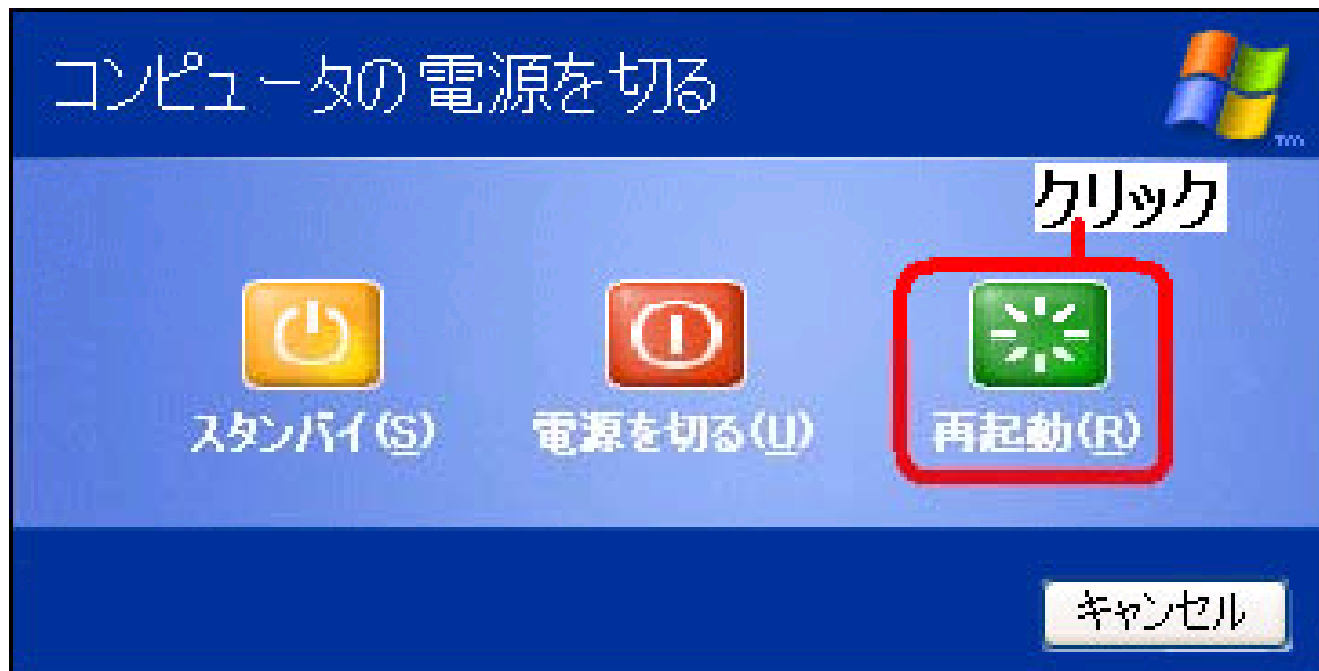 コンピュータの電源を切る
TM
クリック
スタンバイ(S)
電源を切る(U)
再起動(R)
キャンセル